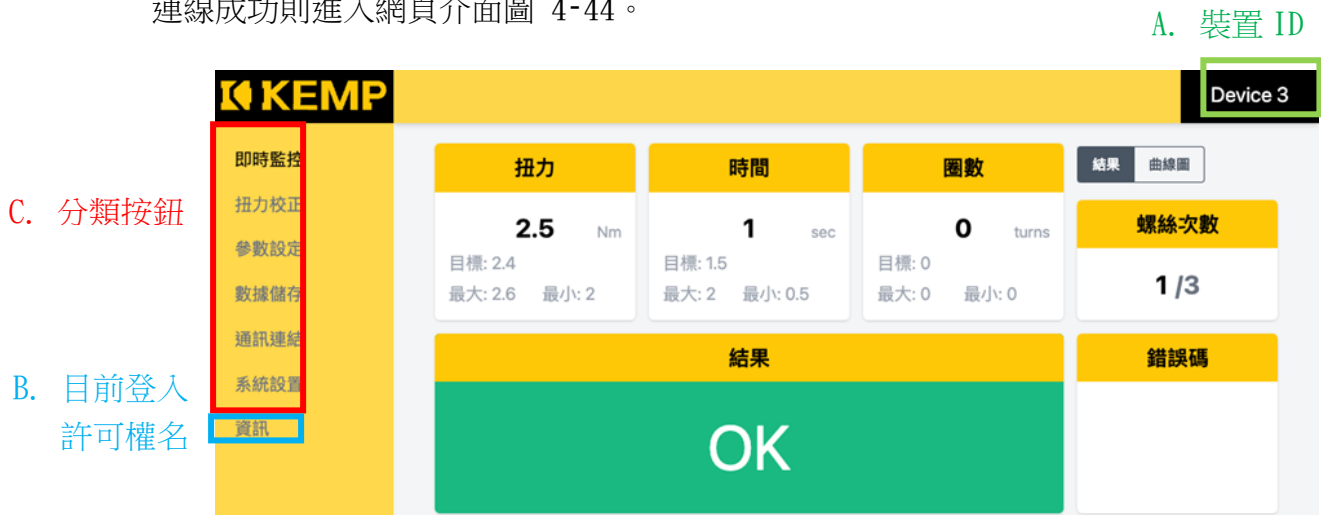 連線成功則進入網頁介面圖 4-44。
A. 裝置 ID
KEMP
Device 3
即時監控
扭力校正
參數設定
數據儲存
通訊連結
系統設置
資訊
C. 分類按鈕
B. 目前登入
許可權名
扭力
2.5 Nm
目標: 2.4
最大: 2.6 最小: 2
時間
1 sec
目標: 1.5
最大: 2 最小: 0.5
圈數
0 turns
目標: 0
最大: 0 最小: 0
結果 曲線圖
螺絲次數
1 /3
結果
OK
錯誤碼